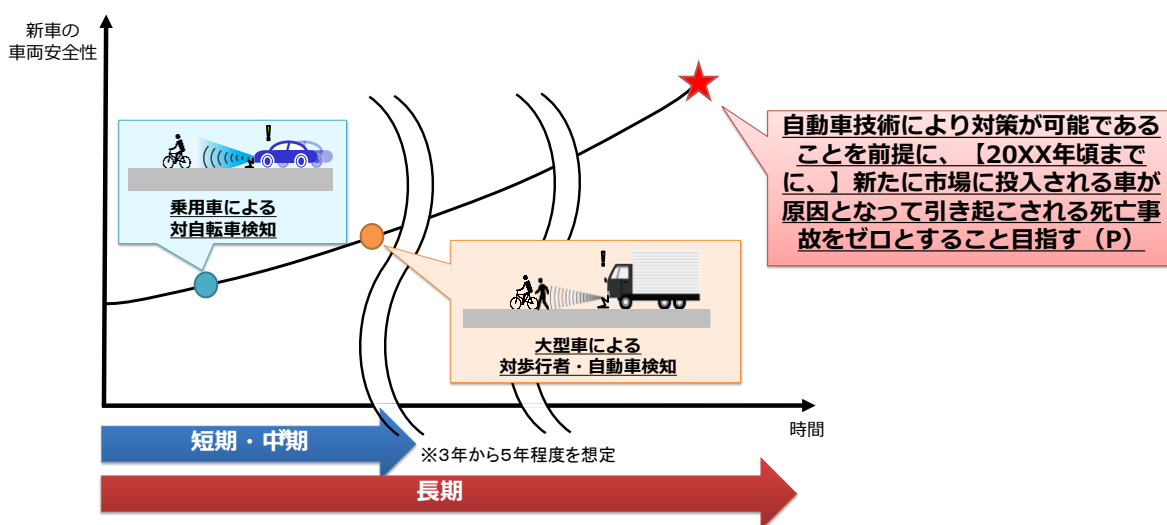 新車の
車両安全性
!
乗用車による
対自転車検知
自動車技術により対策が可能である
ことを前提に、【20XX年頃まで
に、】新たに市場に投入される車が
原因となって引き起こされる死亡事
故をゼロとすること目指す（P）
!
大型車による
対歩行者・自動車検知
時間
短期・中期※
※3年から5年程度を想定
長期